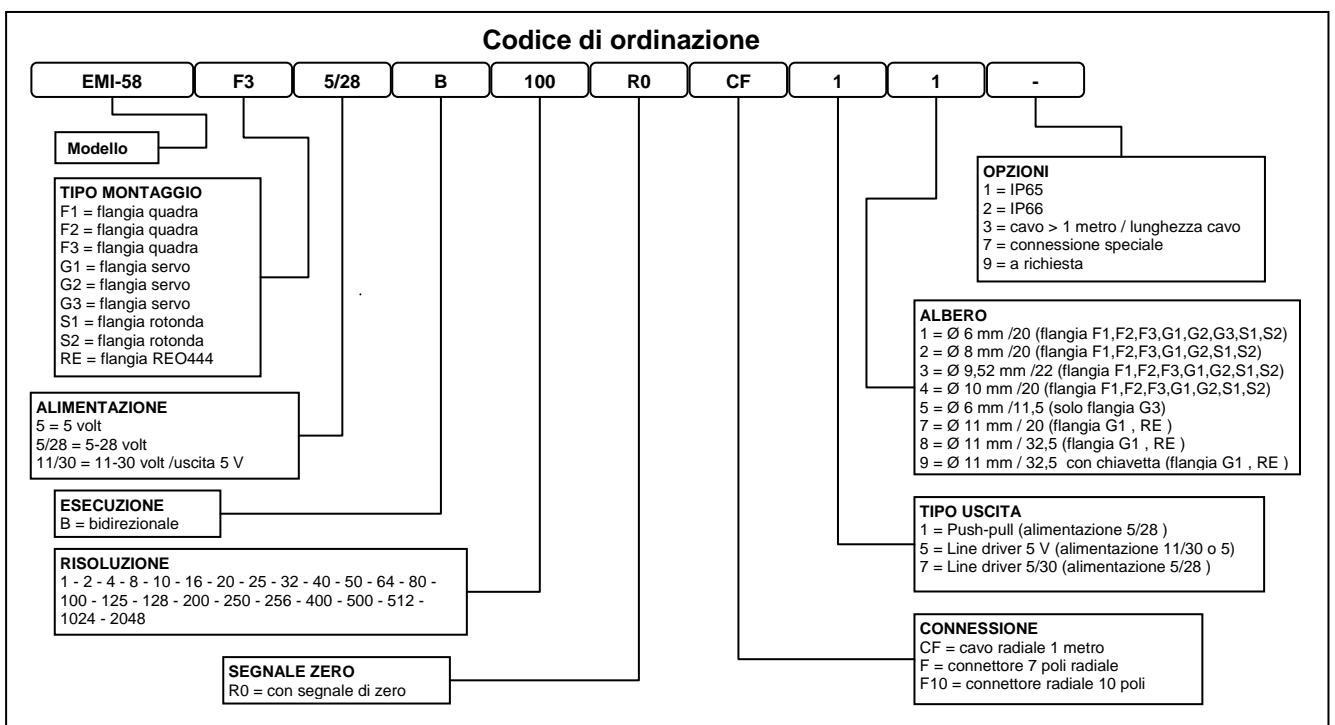 Codice di ordinazione
EMI-58 F3 5/28 B 100 R0 CF 1 1 -
Modello
TIPO MONTAGGIO
F1 = flangia quadra
F2 = flangia quadra
F3 = flangia quadra
G1 = flangia servo
G2 = flangia servo
G3 = flangia servo
S1 = flangia rotonda
S2 = flangia rotonda
RE = flangia REO444
ALIMENTAZIONE
5 = 5 volt
5/28 = 5-28 volt
11/30 = 11-30 volt /uscita 5 V
ESECUZIONE
B = bidirezionale
RISOLUZIONE
1 - 2 - 4 - 8 - 10 - 16 - 20 - 25 - 32 - 40 - 50 - 64 - 80 -
100 - 125 - 128 - 200 - 250 - 256 - 400 - 500 - 512 -
1024 - 2048
SEGNALE ZERO
R0 = con segnale di zero
OPZIONI
1 = IP65
2 = IP66
3 = cavo > 1 metro / lunghezza cavo
7 = connessione speciale
9 = a richiesta
ALBERO
1 = Ø 6 mm /20 (flangia F1,F2,F3,G1,G2,G3,S1,S2)
2 = Ø 8 mm /20 (flangia F1,F2,F3,G1,G2,S1,S2)
3 = Ø 9,52 mm /22 (flangia F1,F2,F3,G1,G2,S1,S2)
4 = Ø 10 mm /20 (flangia F1,F2,F3,G1,G2,S1,S2)
5 = Ø 6 mm /11,5 (solo flangia G3)
7 = Ø 11 mm / 20 (flangia G1 , RE )
8 = Ø 11 mm / 32,5 (flangia G1 , RE )
9 = Ø 11 mm / 32,5 con chiavetta (flangia G1 , RE )
TIPO USCITA
1 = Push-pull (alimentazione 5/28 )
5 = Line driver 5 V (alimentazione 11/30 o 5)
7 = Line driver 5/30 (alimentazione 5/28 )
CONNESSIONE
CF = cavo radiale 1 metro
F = connettore 7 poli radiale
F10 = connettore radiale 10 poli